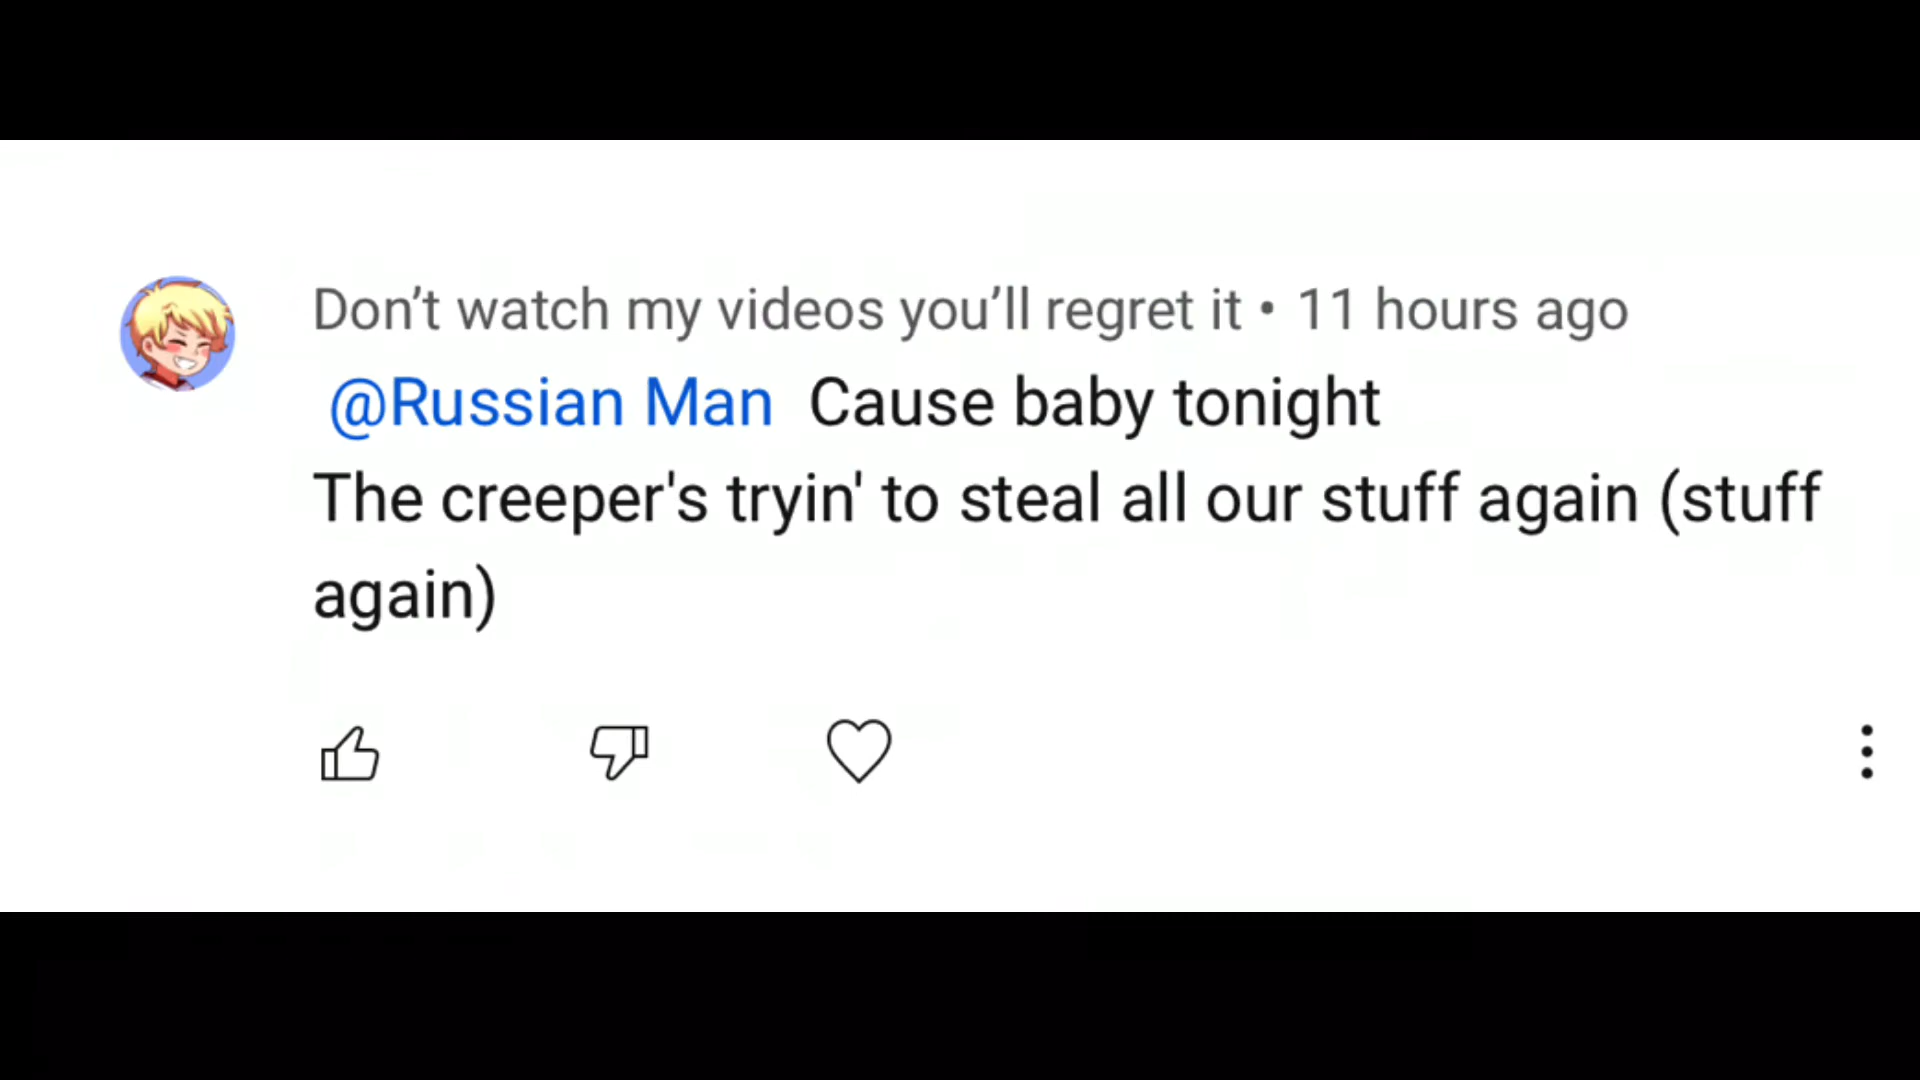 Don’t watch my videos you’ll regret it • 11 hours ago
@Russian Man Cause baby tonight
The creeper's tryin' to steal all our stuff again (stuff
again)